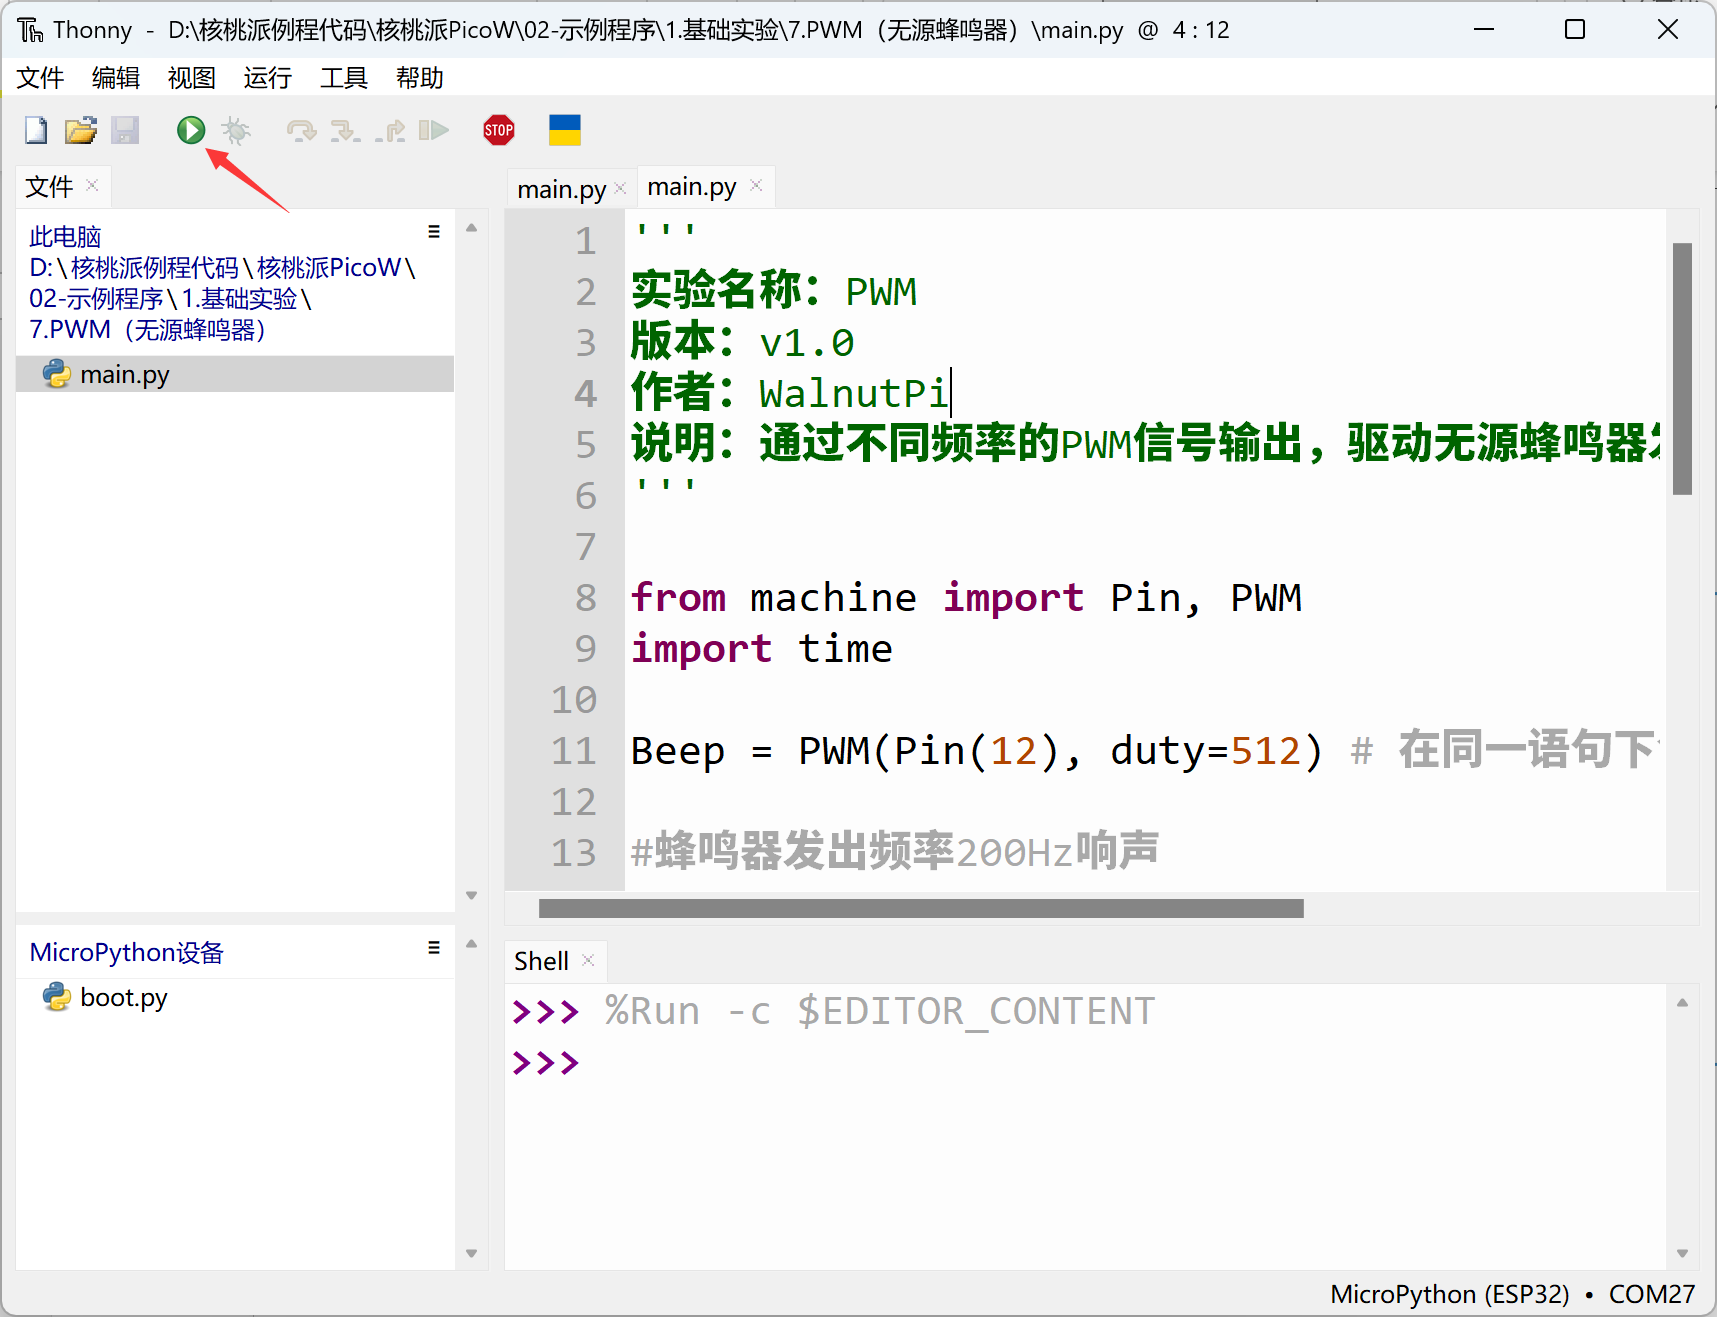 Thonny - D:\核桃派例程代码\核桃派PicoW\02-示例程序\1.基础实验\7.PWM（无源蜂鸣器）\main.py @ 4 : 12
文件 编辑 视图 运行 工具 帮助
STOP
文件
此电脑
D:\核桃派例程代码\核桃派PicoW\
02-示例程序\1.基础实验\
7.PWM（无源蜂鸣器）
main.py
MicroPython设备
boot.py
main.py main.py
1 '''
2 实验名称：PWM
3 版本：v1.0
4 作者：WalnutPi
5 说明：通过不同频率的PWM信号输出，驱动无源蜂鸣器
6 '''
7
8 from machine import Pin, PWM
9 import time
10
11 Beep = PWM(Pin(12), duty=512) # 在同一语句下
12
13 #蜂鸣器发出频率200Hz响声
Shell
>>> %Run -c $EDITOR_CONTENT
>>>
MicroPython (ESP32) • COM27